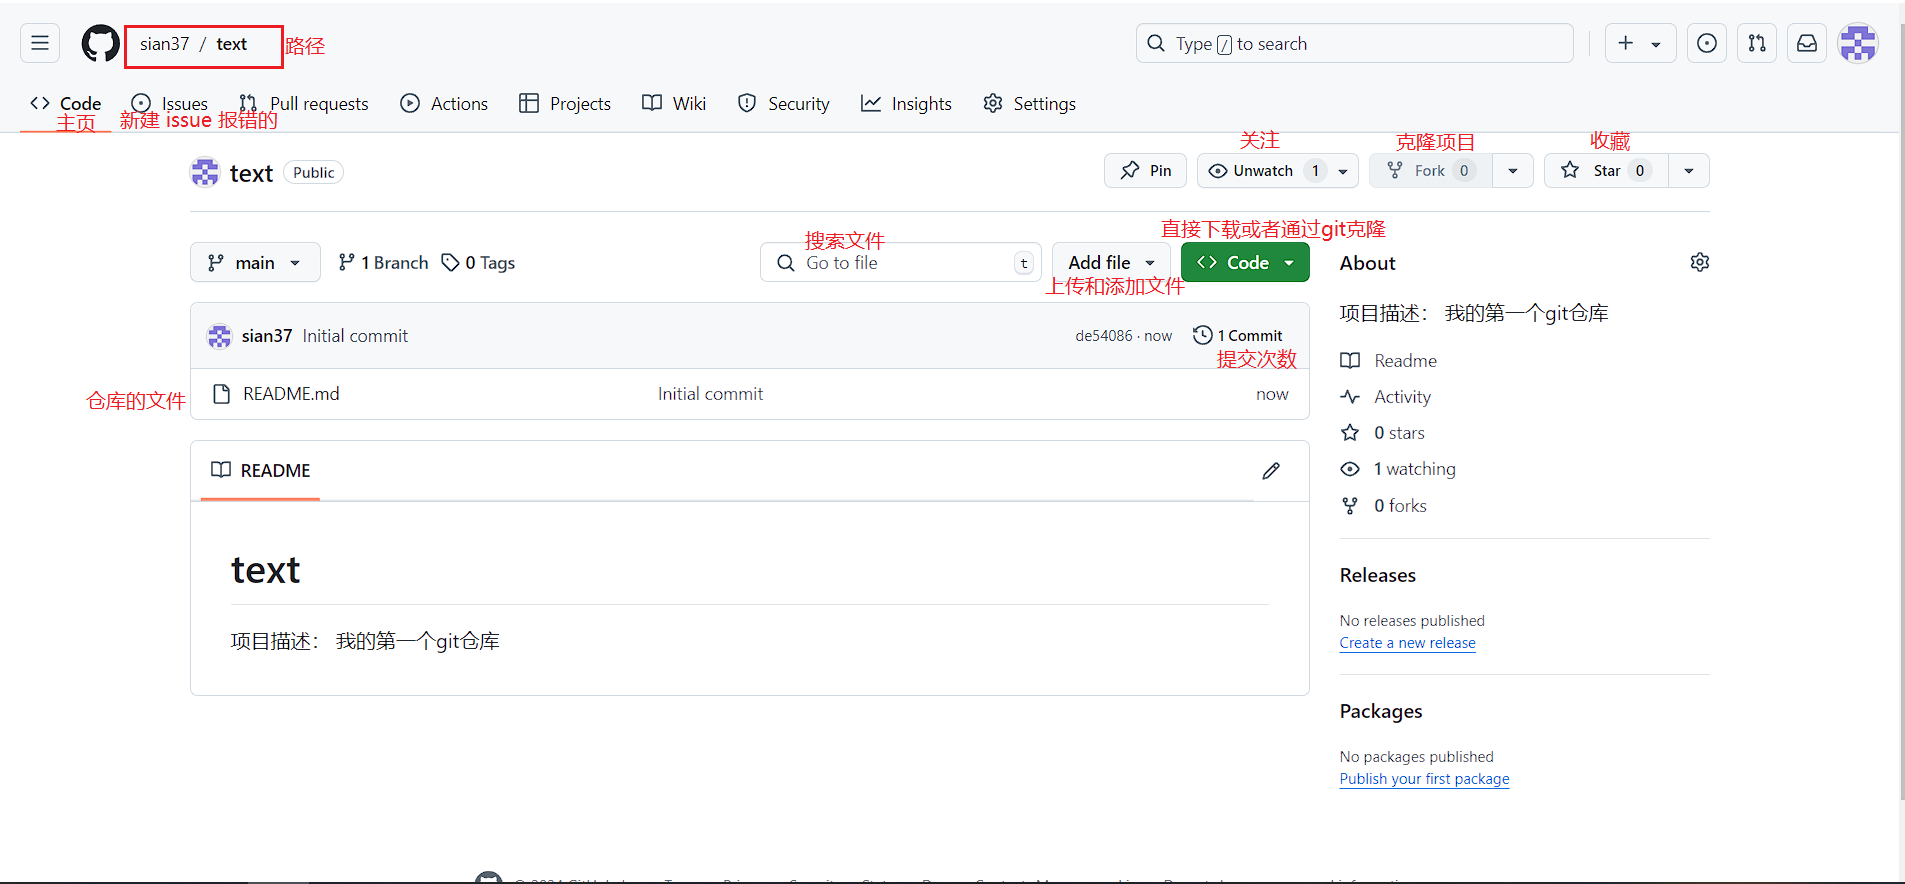 sian37 / text 路径
Type / to search
Code Issues Pull requests Actions Projects Wiki Security Insights Settings
主页 新建 issue 报错的
关注 克隆项目 收藏
text Public
Pin Unwatch 1 Fork 0 Star 0
直接下载或者通过git克隆
搜索文件
main 1 Branch 0 Tags Go to file t Add file Code
上传和添加文件
sian37 Initial commit de54086 · now 1 Commit
提交次数
仓库的文件 README.md Initial commit now
README
text
项目描述： 我的第一个git仓库
About
项目描述： 我的第一个git仓库
Readme
Activity
0 stars
1 watching
0 forks
Releases
No releases published
Create a new release
Packages
No packages published
Publish your first package